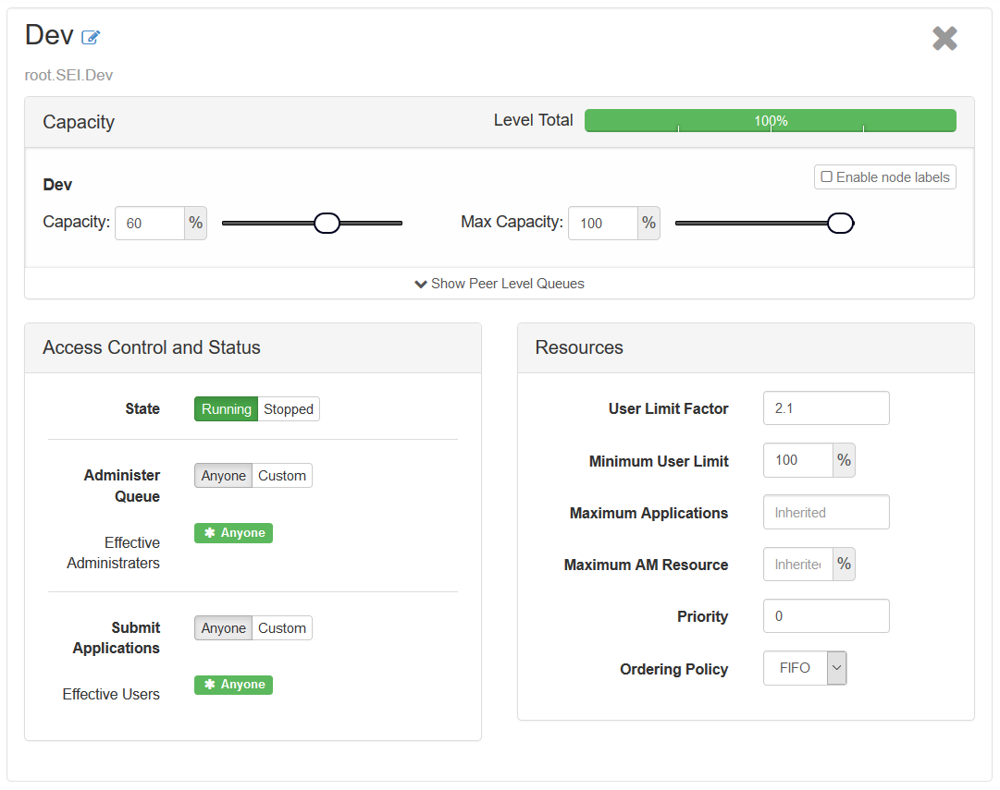 Dev
root.SEI.Dev
Capacity
Level Total
100%
Dev
Enable node labels
Capacity: 60 %
Max Capacity: 100 %
Show Peer Level Queues
Access Control and Status
State
Running Stopped
Administer
Queue
Anyone Custom
Effective
Administraters
Anyone
Submit
Applications
Anyone Custom
Effective Users
Anyone
Resources
User Limit Factor 2.1
Minimum User Limit 100 %
Maximum Applications Inherited
Maximum AM Resource Inherited %
Priority 0
Ordering Policy FIFO